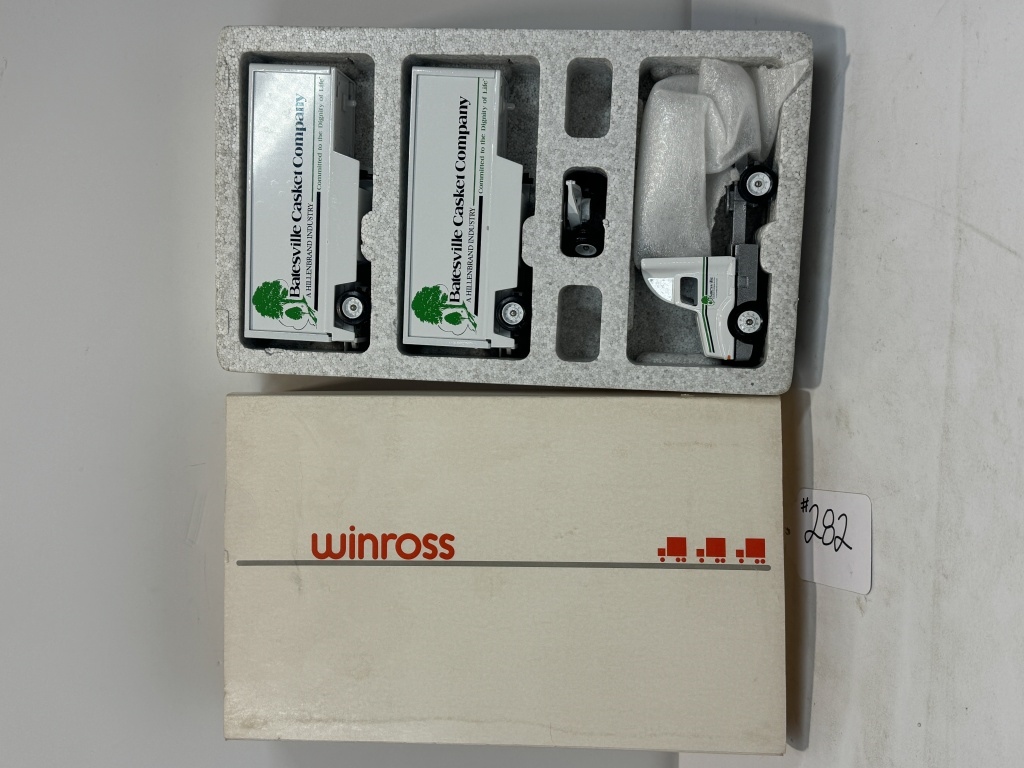 Batesville Casket Company
A HILLENBRAND INDUSTRY
Committed to the Dignity of Life
Batesville Casket Company
A HILLENBRAND INDUSTRY
Committed to the Dignity of Life
winross
#282